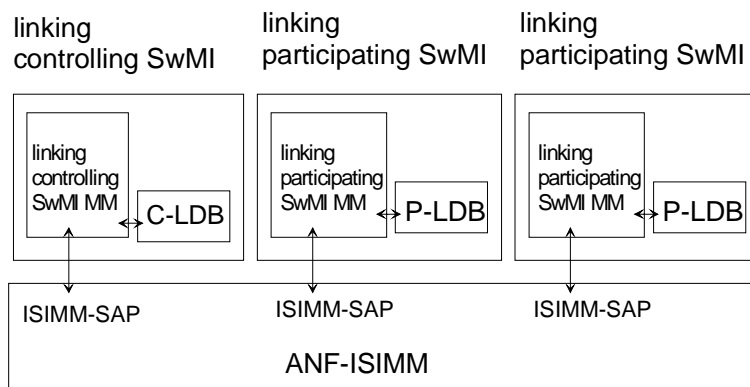 linking
controlling SwMI
linking
participating SwMI
linking
participating SwMI
linking
controlling
SwMI MM
C-LDB
linking
participating
SwMI MM
P-LDB
linking
participating
SwMI MM
P-LDB
ISIMM-SAP
ISIMM-SAP
ISIMM-SAP
ANF-ISIMM